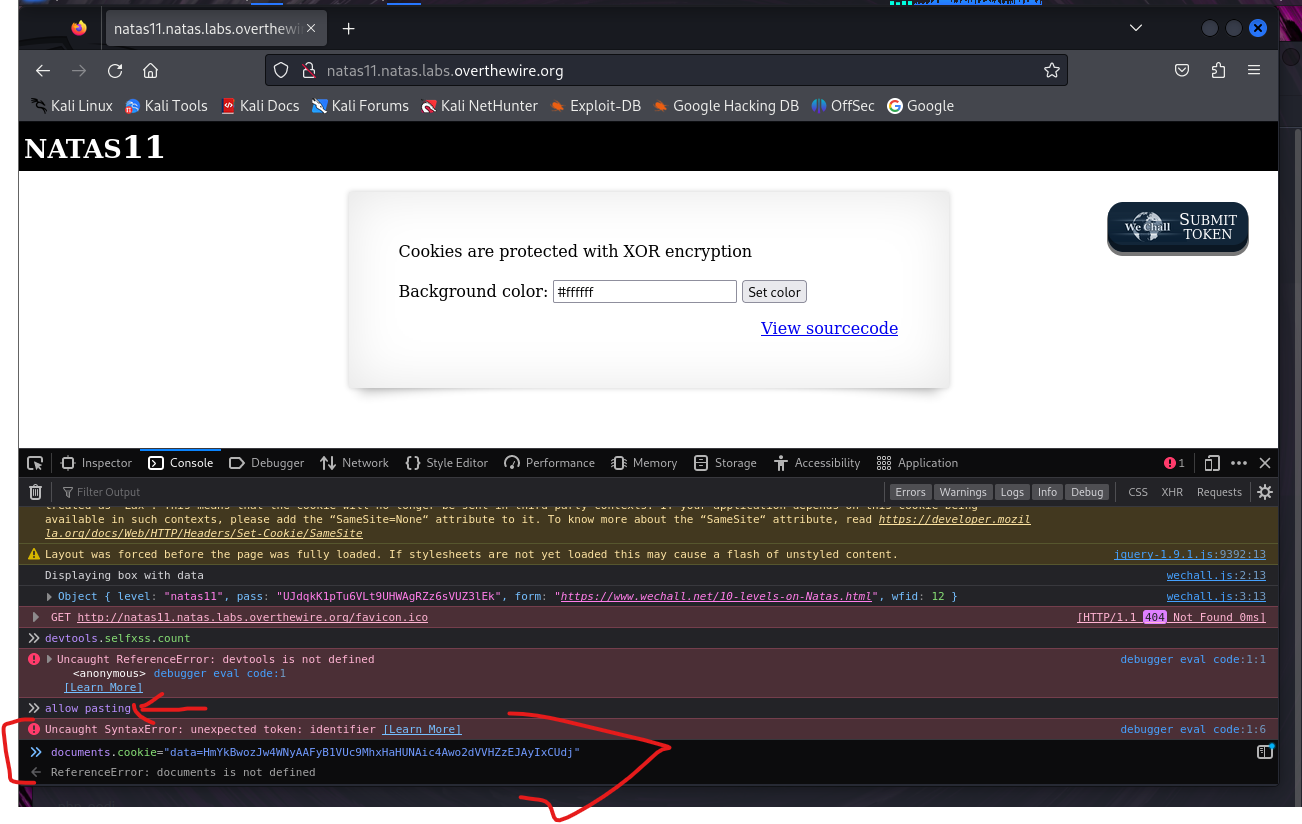 natas11.natas.labs.overthewi
natas11.natas.labs.overthewire.org
Kali Linux Kali Tools Kali Docs Kali Forums Kali NetHunter Exploit-DB Google Hacking DB OffSec Google
NATAS11
Cookies are protected with XOR encryption
We Chall SUBMIT TOKEN
Background color: #ffffff Set color
View sourcecode
Inspector Console Debugger Network Style Editor Performance Memory Storage Accessibility Application 1
Filter Output Errors Warnings Logs Info Debug CSS XHR Requests
available in such contexts, please add the “SameSite=None“ attribute to it. To know more about the “SameSite“ attribute, read https://developer.mozil
la.org/docs/Web/HTTP/Headers/Set-Cookie/SameSite
Layout was forced before the page was fully loaded. If stylesheets are not yet loaded this may cause a flash of unstyled content. jquery-1.9.1.js:9392:13
Displaying box with data wechall.js:2:13
Object { level: "natas11", pass: "UJdqkK1pTu6VLt9UHWAgRZz6sVUZ3lEk", form: "https://www.wechall.net/10-levels-on-Natas.html", wfid: 12 } wechall.js:3:13
GET http://natas11.natas.labs.overthewire.org/favicon.ico [HTTP/1.1 404 Not Found 0ms]
devtools.selfxss.count
Uncaught ReferenceError: devtools is not defined debugger eval code:1:1
<anonymous> debugger eval code:1
[Learn More]
allow pasting
Uncaught SyntaxError: unexpected token: identifier [Learn More] debugger eval code:1:6
documents.cookie="data=HmYkBwozJw4WNyAAFyB1VUc9MhxHaHUNAic4Awo2dVVHZzEJAyIxCUdj"
ReferenceError: documents is not defined